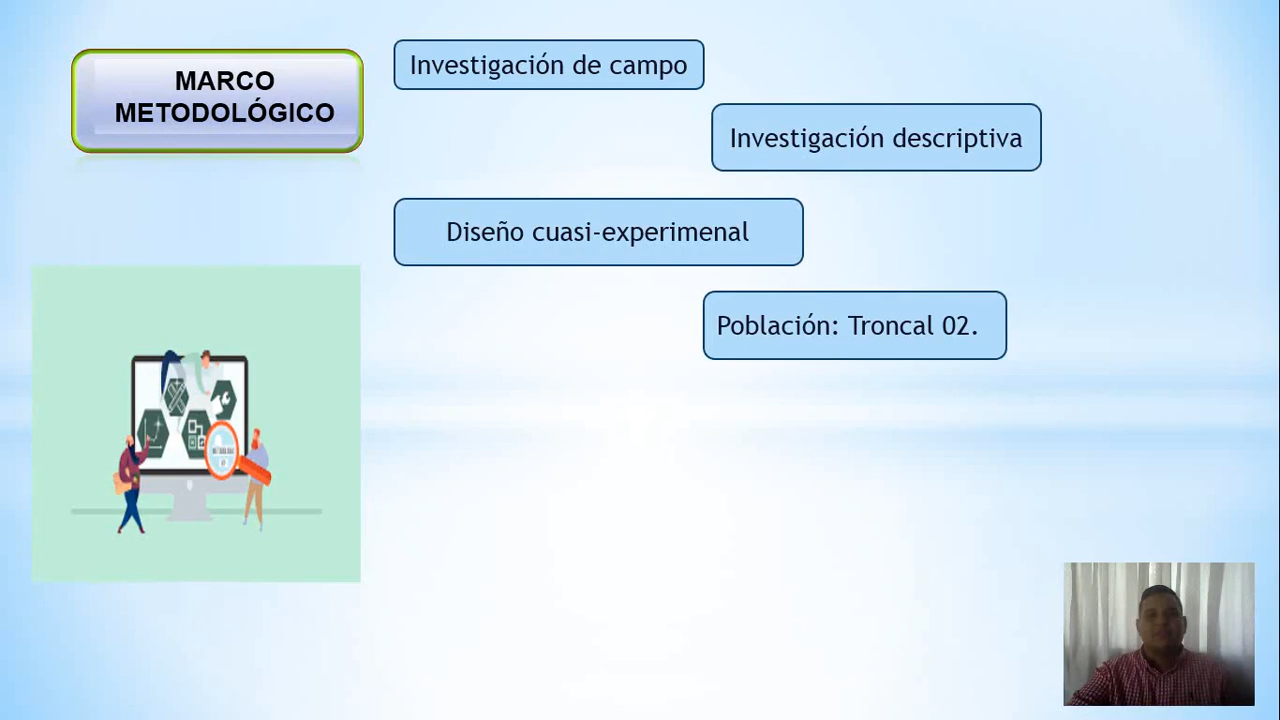 MARCO
METODOLÓGICO
Investigación de campo
Investigación descriptiva
Diseño cuasi-experimenal
Población: Troncal 02.